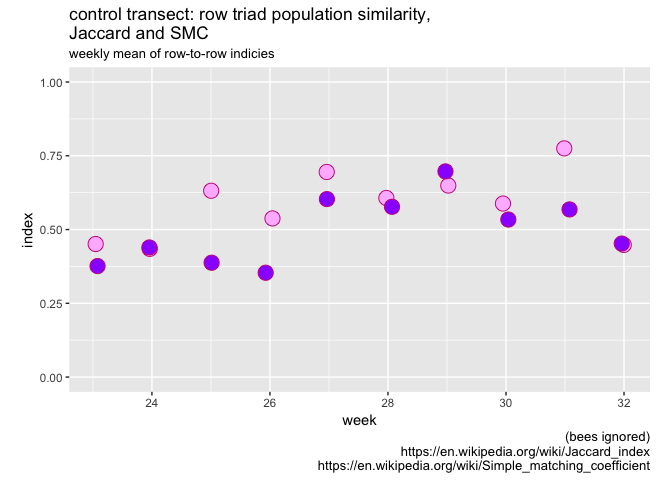 control transect: row triad population similarity,
Jaccard and SMC
weekly mean of row-to-row indicies
1.00
0.75
0.50
0.25
0.00
index
24 26 28 30 32
week
(bees ignored)
https://en.wikipedia.org/wiki/Jaccard_index
https://en.wikipedia.org/wiki/Simple_matching_coefficient